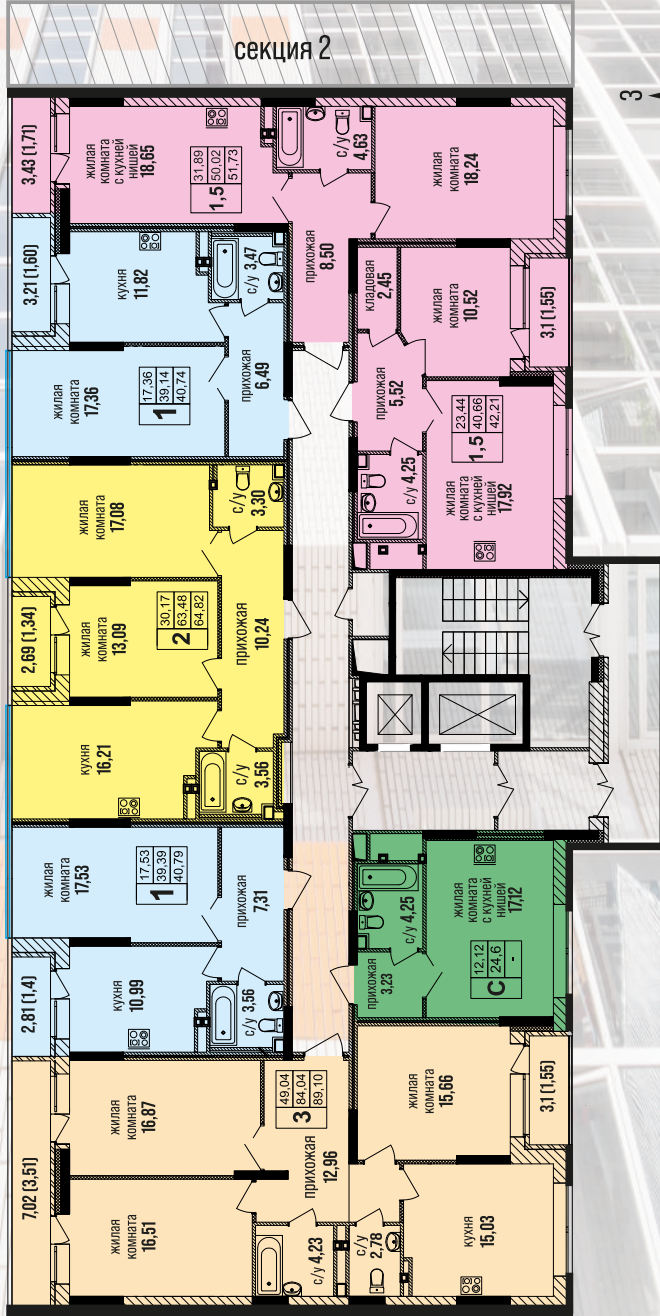 секция 2
З
3,43 (1,71)
жилая
комната
с кухней
нишей
18,65
1,5
31,89
50,02
51,73
с/у
4,63
жилая
комната
18,24
прихожая
8,50
3,21 (1,60)
кухня
11,82
с/у 3,47
жилая
комната
17,36
1
17,36
39,14
40,74
прихожая
6,49
кладовая
2,45
жилая
комната
10,52
3,1 (1,55)
прихожая
5,52
с/у 4,25
жилая
комната
с кухней
нишей
17,92
1,5
23,44
40,66
42,21
жилая
комната
17,08
с/у
3,30
2,69 (1,34)
жилая
комната
13,09
2
30,17
63,48
64,82
прихожая
10,24
кухня
16,21
с/у
3,56
жилая
комната
17,53
1
17,53
39,39
40,79
прихожая
7,31
2,81 (1,4)
кухня
10,99
с/у
3,56
с/у 4,25
жилая
комната
с кухней
нишей
17,12
прихожая
3,23
С
12,12
24,6
-
7,02 (3,51)
жилая
комната
16,87
3
49,04
84,04
89,10
прихожая
12,96
жилая
комната
15,66
3,1 (1,55)
жилая
комната
16,51
с/у 4,23
с/у
2,78
кухня
15,03